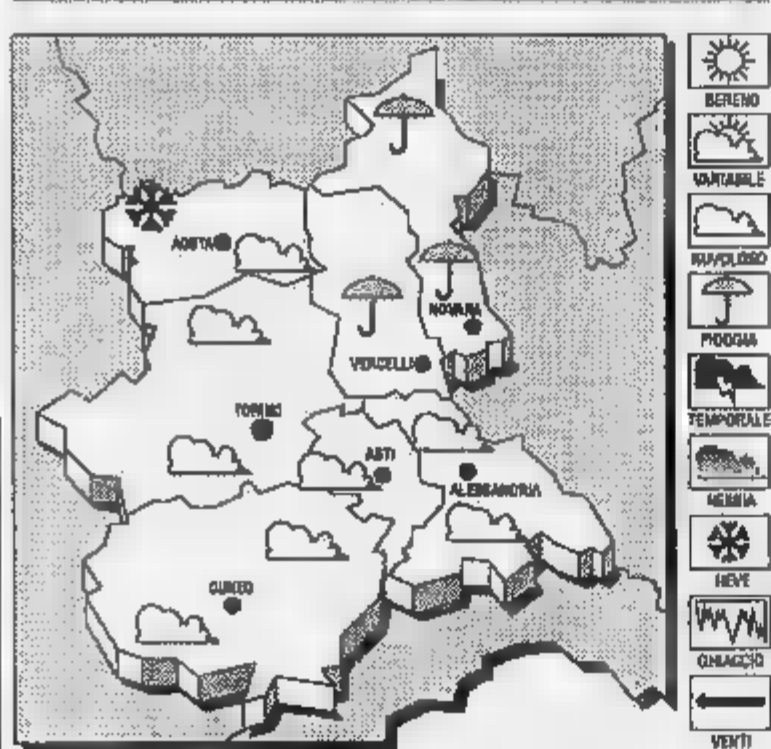 AOSTA
NOVARA
VERCELLI
TORINO
ASTI
ALESSANDRIA
CUNEO
SERENO
VARIABILE
NUVOLOSO
PIOGGIA
TEMPORALE
NEBBIA
NEVE
GHIACCIO
VENTI